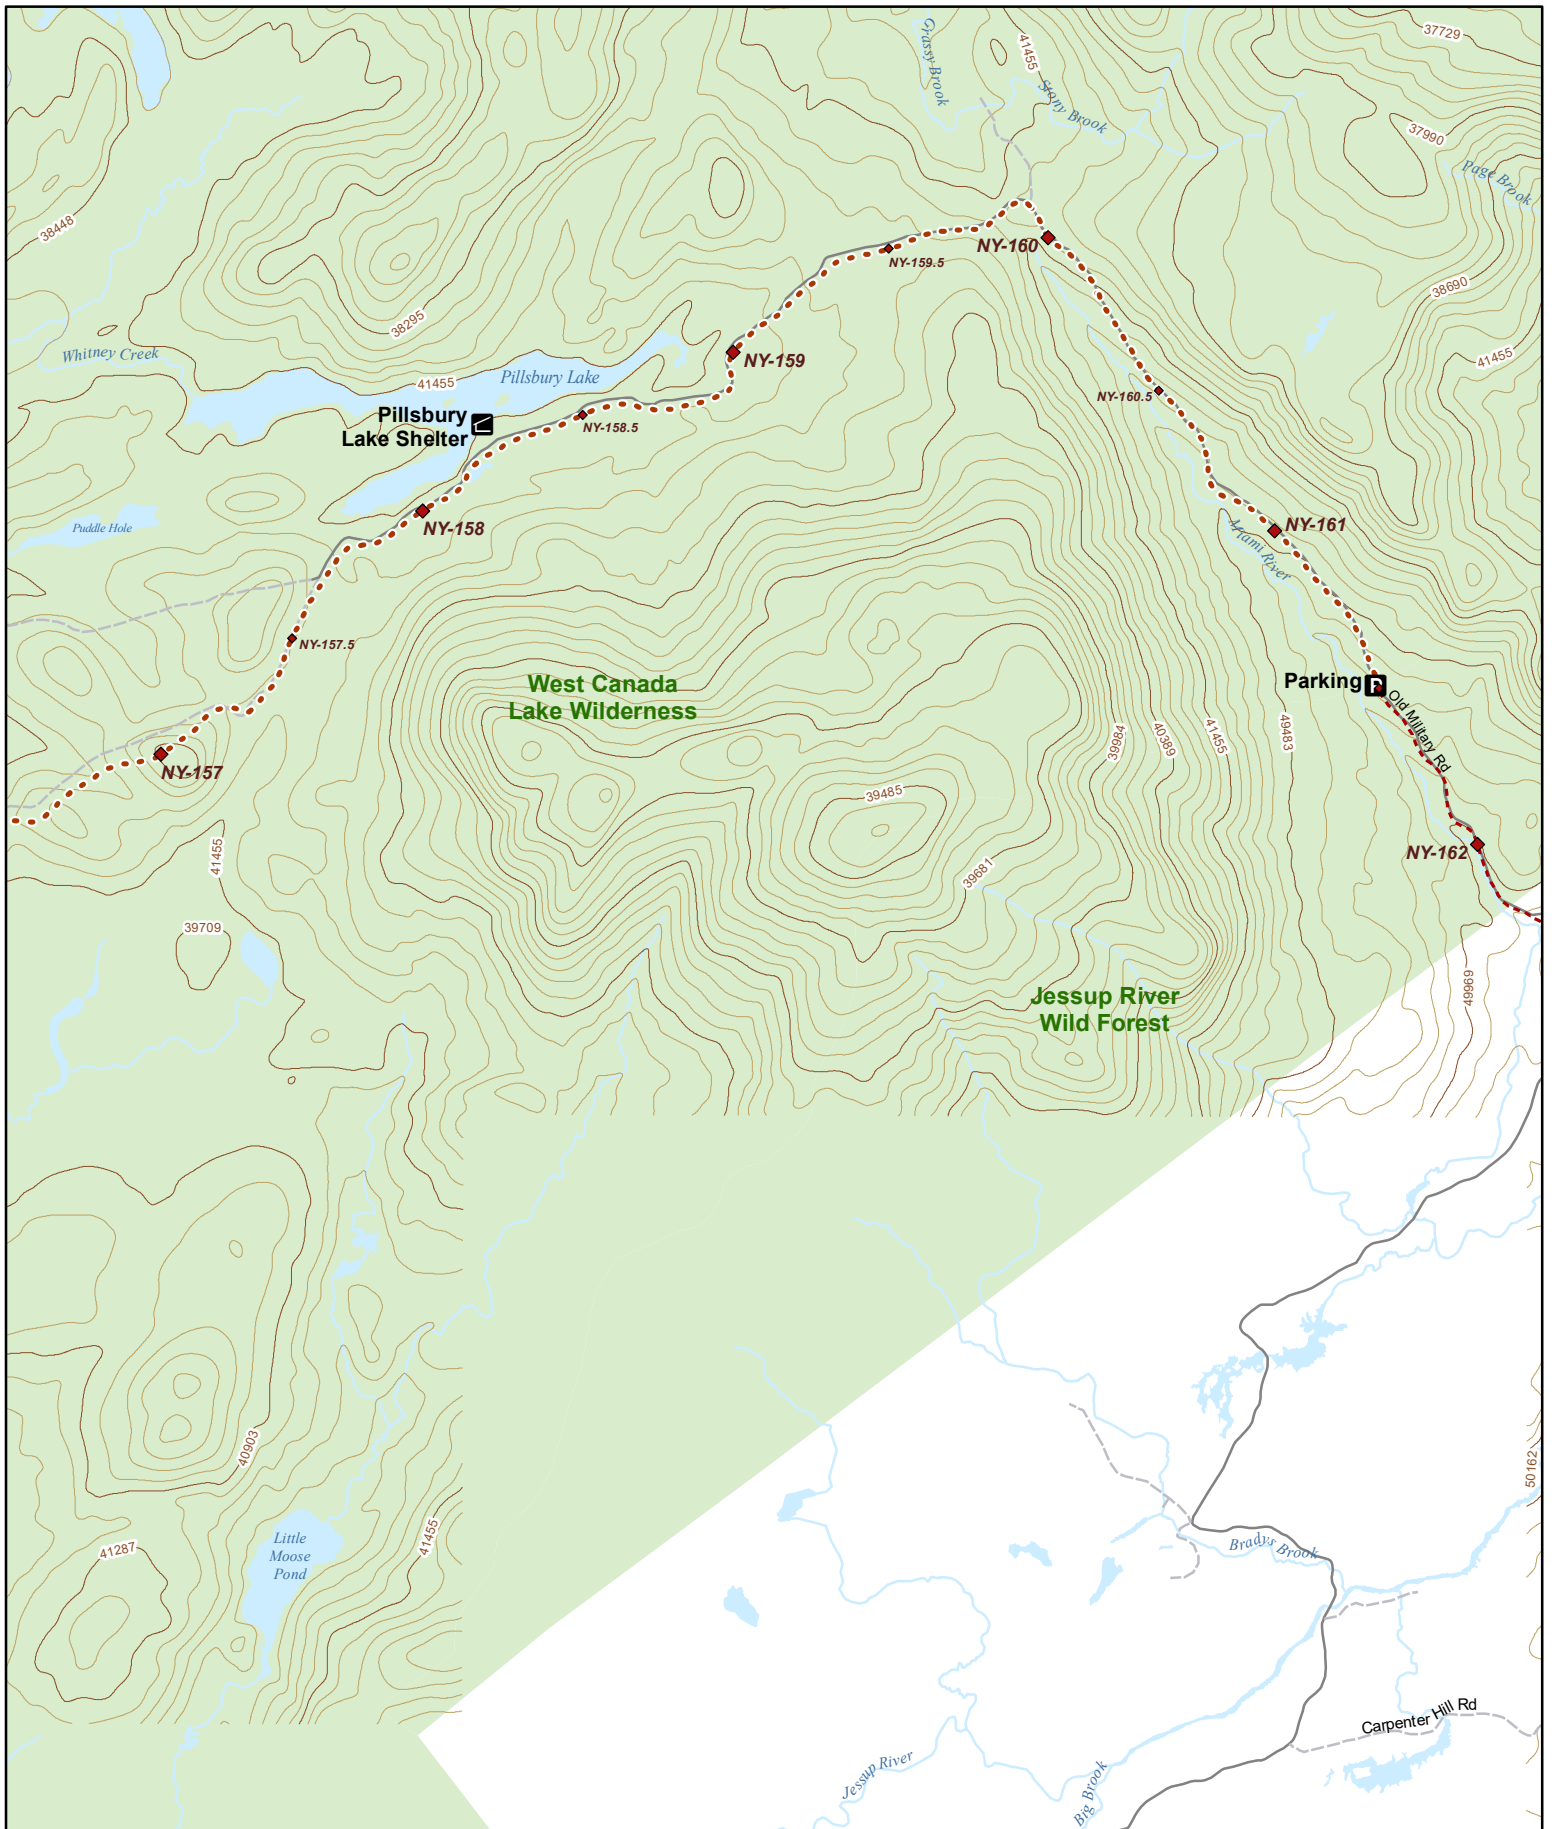 37729
Grassy Brook
41455
Stony Brook
37990
Page Brook
38448
NY-160
NY-159.5
38690
38295
Whitney Creek
41455
Pillsbury Lake
NY-159
41455
Pillsbury
Lake Shelter
NY-158.5
NY-160.5
Puddle Hole
NY-158
NY-161
Miami River
NY-157.5
West Canada
Lake Wilderness
Parking
P
Old Military Rd
39984
40389
41455
49483
NY-157
39485
41455
NY-162
39681
39709
Jessup River
Wild Forest
49969
40903
50162
41287
41455
Little
Moose
Pond
Bradys Brook
Carpenter Hill Rd
Jessup River
Big Brook